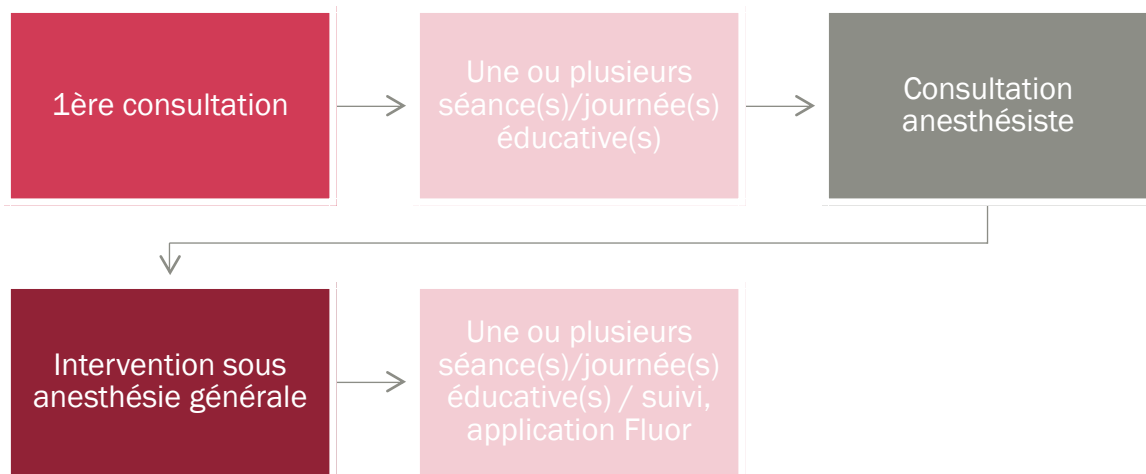 1ère consultation
Une ou plusieurs
séance(s)/journée(s)
éducative(s)
Consultation
anesthésiste
Intervention sous
anesthésie générale
Une ou plusieurs
séance(s)/journée(s)
éducative(s) / suivi,
application Fluor